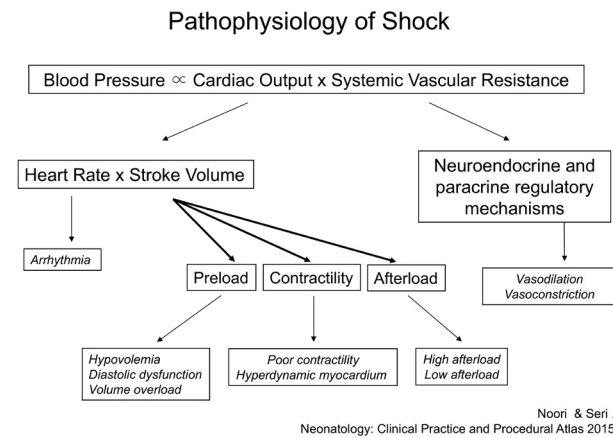 Pathophysiology of Shock
Blood Pressure ∝ Cardiac Output x Systemic Vascular Resistance
Heart Rate x Stroke Volume
Neuroendocrine and
paracrine regulatory
mechanisms
Arrhythmia
Preload
Contractility
Afterload
Vasodilation
Vasoconstriction
Hypovolemia
Diastolic dysfunction
Volume overload
Poor contractility
Hyperdynamic myocardium
High afterload
Low afterload
Noori & Seri .
Neonatology: Clinical Practice and Procedural Atlas 2015